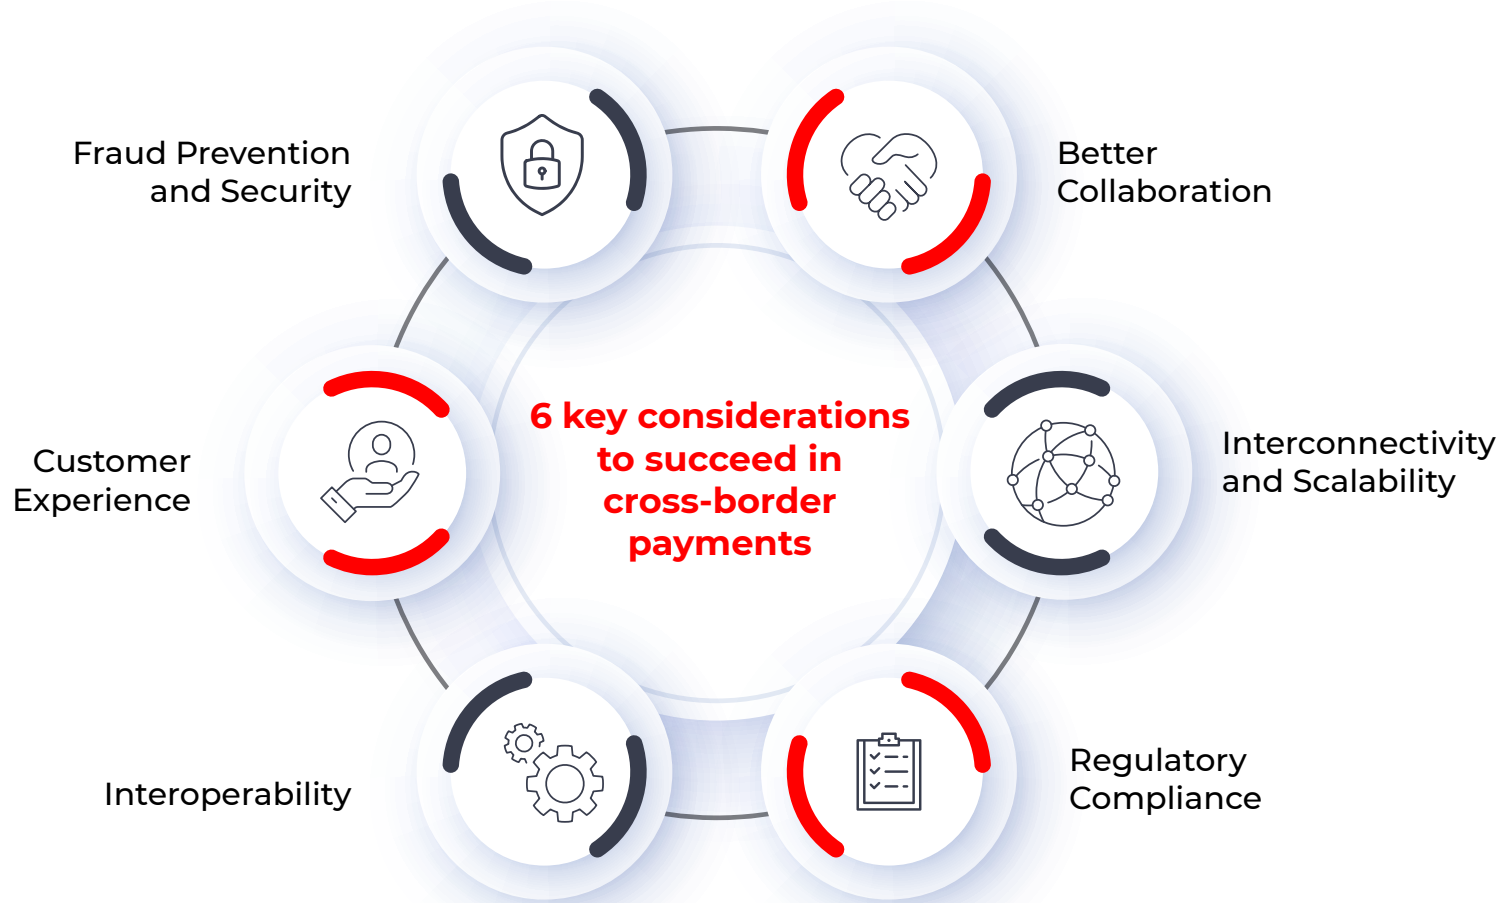 Fraud Prevention
and Security
Better
Collaboration
6 key considerations
to succeed in
cross-border
payments
Customer
Experience
Interconnectivity
and Scalability
Interoperability
Regulatory
Compliance